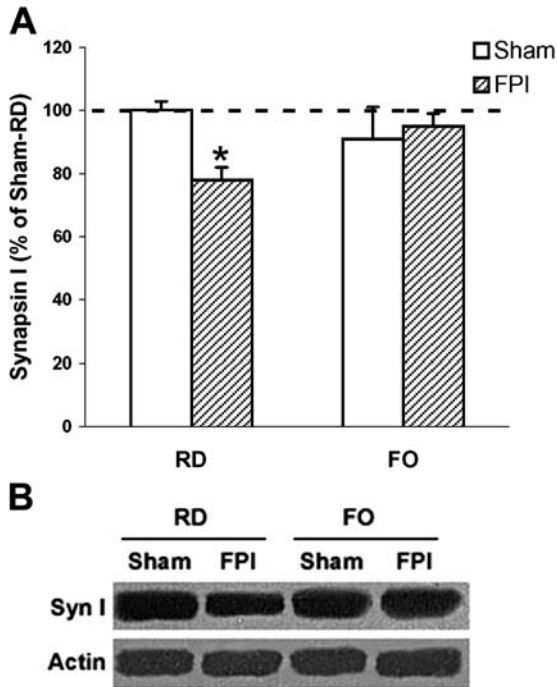 A
Synapsin I (% of Sham-RD)
120
100
80
60
40
20
0
Sham
FPI
*
RD
FO
B
RD FO
Sham FPI Sham FPI
Syn I
Actin